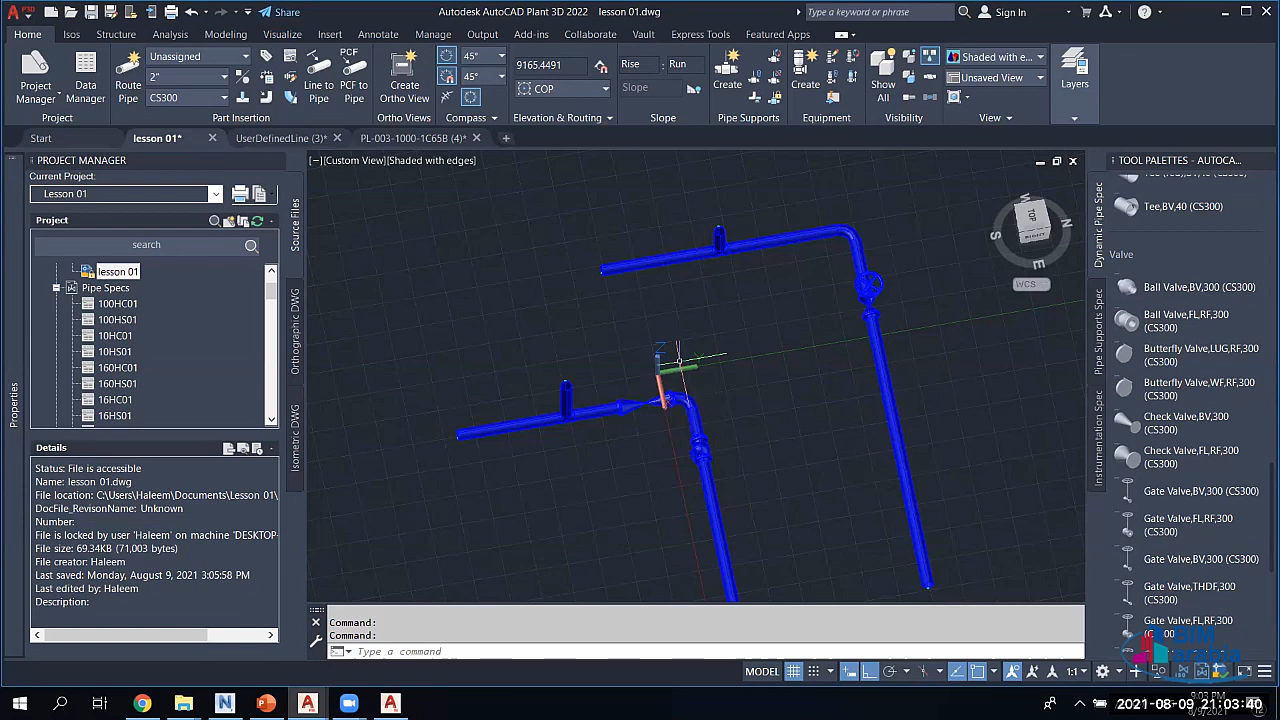 Share
Autodesk AutoCAD Plant 3D 2022 lesson 01.dwg
Type a keyword or phrase
Sign In
Home Isos Structure Analysis Modeling Visualize Insert Annotate Manage Output Add-ins Collaborate Vault Express Tools Featured Apps
Project
Manager
Data
Manager
Project
Route
Pipe
Unassigned
2"
CS300
Line to
Pipe
PCF to
Pipe
PCF
Part Insertion
Create
Ortho View
Ortho Views
45°
45°
Compass
9165.4491
COP
Elevation & Routing
Rise : Run
Slope
Slope
Create
Pipe Supports
Create
Equipment
Show
All
Visibility
Shaded with e...
Unsaved View
View
Layers
Start
lesson 01*
UserDefinedLine (3)*
PL-003-1000-1C65B (4)*
PROJECT MANAGER
Current Project:
Lesson 01
Project
search
lesson 01
Pipe Specs
100HC01
100HS01
10HC01
10HS01
160HC01
160HS01
16HC01
16HS01
Details
Status: File is accessible
Name: lesson 01.dwg
File location: C:\Users\Haleem\Documents\Lesson 01\
DocFile_RevisonName: Unknown
Number:
File is locked by user 'Haleem' on machine 'DESKTOP-
File size: 69.34KB (71,003 bytes)
File creator: Haleem
Last saved: Monday, August 9, 2021 3:05:58 PM
Last edited by: Haleem
Description:
Properties
Source Files
Orthographic DWG
Isometric DWG
[−][Custom View][Shaded with edges]
Z
TOP
RIGHT
N
S
E
W
WCS
Command:
Command:
Type a command
TOOL PALETTES - AUTOCA...
Dynamic Pipe Spec
Pipe Supports Spec
Instrumentation Spec
Tee,BV,40 (CS300)
Valve
Ball Valve,BV,300 (CS300)
Ball Valve,FL,RF,300
(CS300)
Butterfly Valve,LUG,RF,300
(CS300)
Butterfly Valve,WF,RF,300
(CS300)
Check Valve,BV,300
(CS300)
Check Valve,FL,RF,300
(CS300)
Gate Valve,BV,300 (CS300)
Gate Valve,FL,RF,300
(CS300)
Gate Valve,BV,300 (CS300)
Gate Valve,THDF,300
(CS300)
Gate Valve,FL,RF,300
BIM
arabia
MODEL
1:1
9:03 PM
8/9/2021
2021-08-09 21:03:40